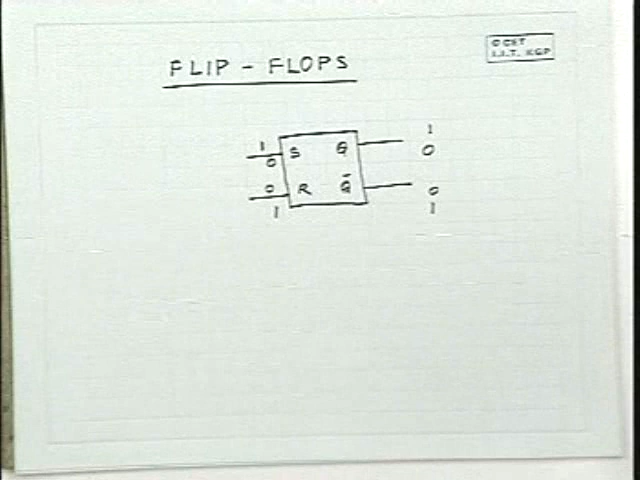 FLIP - FLOPS
© CET
I.I.T. KGP
1 S Q 1
0 0
0 R Q̄ 0
1 1